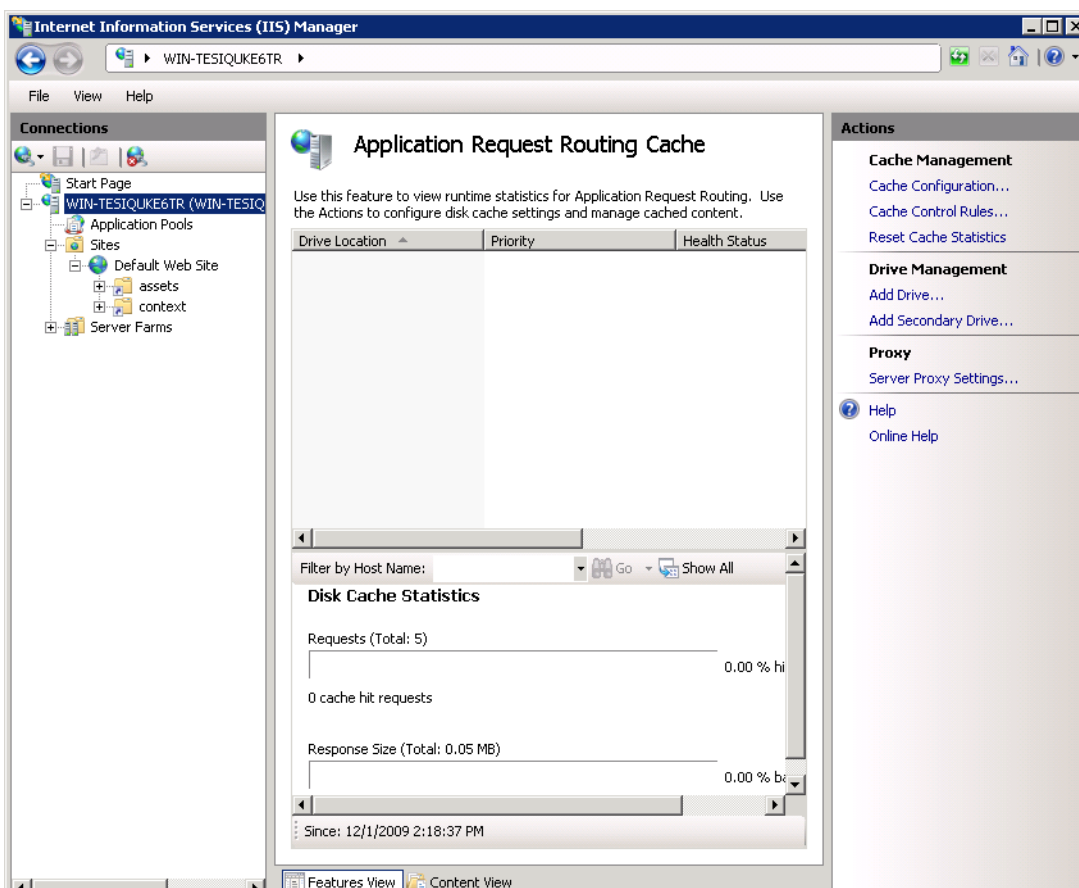 Internet Information Services (IIS) Manager
WIN-TESIQUKE6TR
File View Help
Connections
Start Page
WIN-TESIQUKE6TR (WIN-TESIQ
Application Pools
Sites
Default Web Site
assets
context
Server Farms
Application Request Routing Cache
Use this feature to view runtime statistics for Application Request Routing. Use
the Actions to configure disk cache settings and manage cached content.
Drive Location Priority Health Status
Filter by Host Name: Go Show All
Disk Cache Statistics
Requests (Total: 5)
0.00 % hi
0 cache hit requests
Response Size (Total: 0.05 MB)
0.00 % ba
Since: 12/1/2009 2:18:37 PM
Features View Content View
Actions
Cache Management
Cache Configuration...
Cache Control Rules...
Reset Cache Statistics
Drive Management
Add Drive...
Add Secondary Drive...
Proxy
Server Proxy Settings...
Help
Online Help